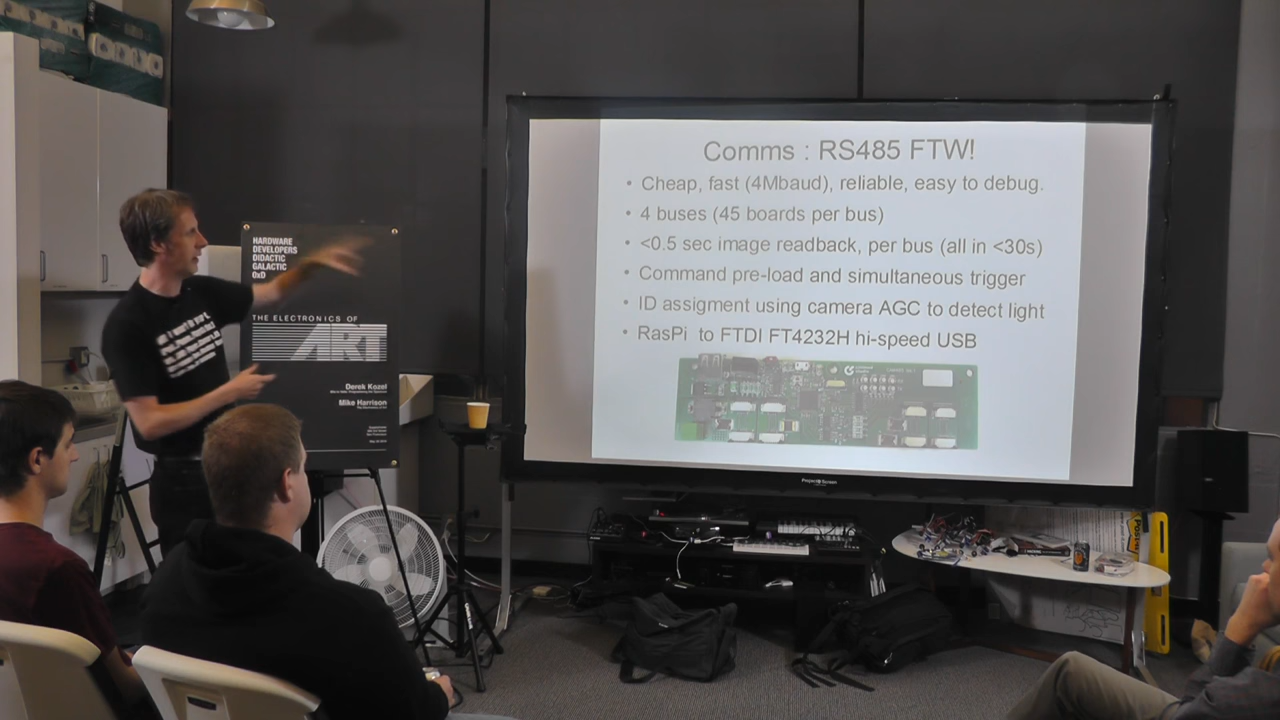 HARDWARE
DEVELOPERS
DIDACTIC
GALACTIC
0xD
THE ELECTRONICS OF
ART
Derek Kozel
Mike Harrison
Comms : RS485 FTW!
• Cheap, fast (4Mbaud), reliable, easy to debug.
• 4 buses (45 boards per bus)
• <0.5 sec image readback, per bus (all in <30s)
• Command pre-load and simultaneous trigger
• ID assigment using camera AGC to detect light
• RasPi to FTDI FT4232H hi-speed USB